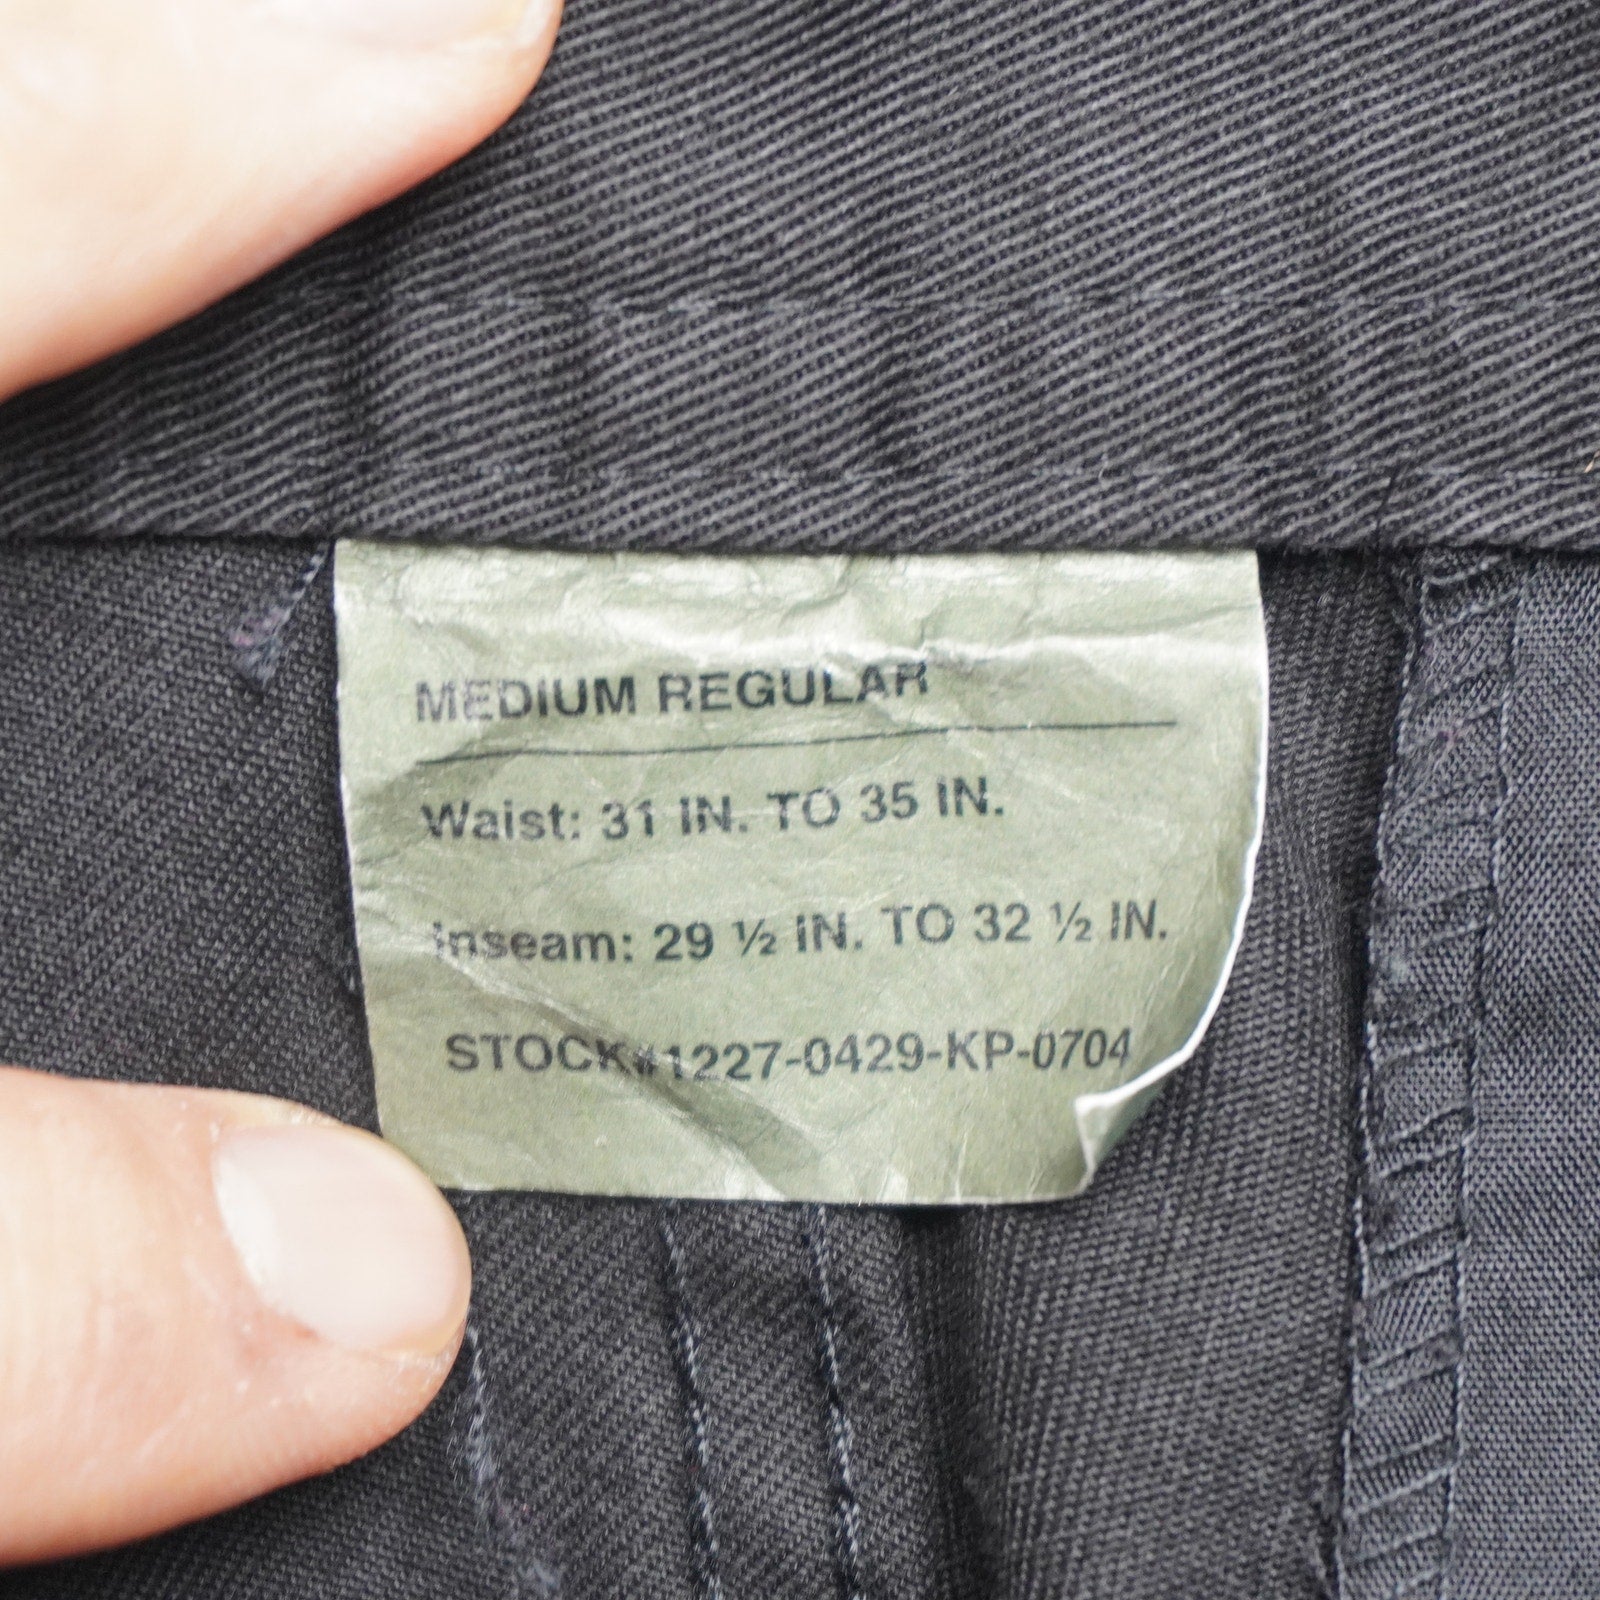 MEDIUM REGULAR
Waist: 31 IN. TO 35 IN.
Inseam: 29 ½ IN. TO 32 ½ IN.
STOCK#1227-0429-KP-0704